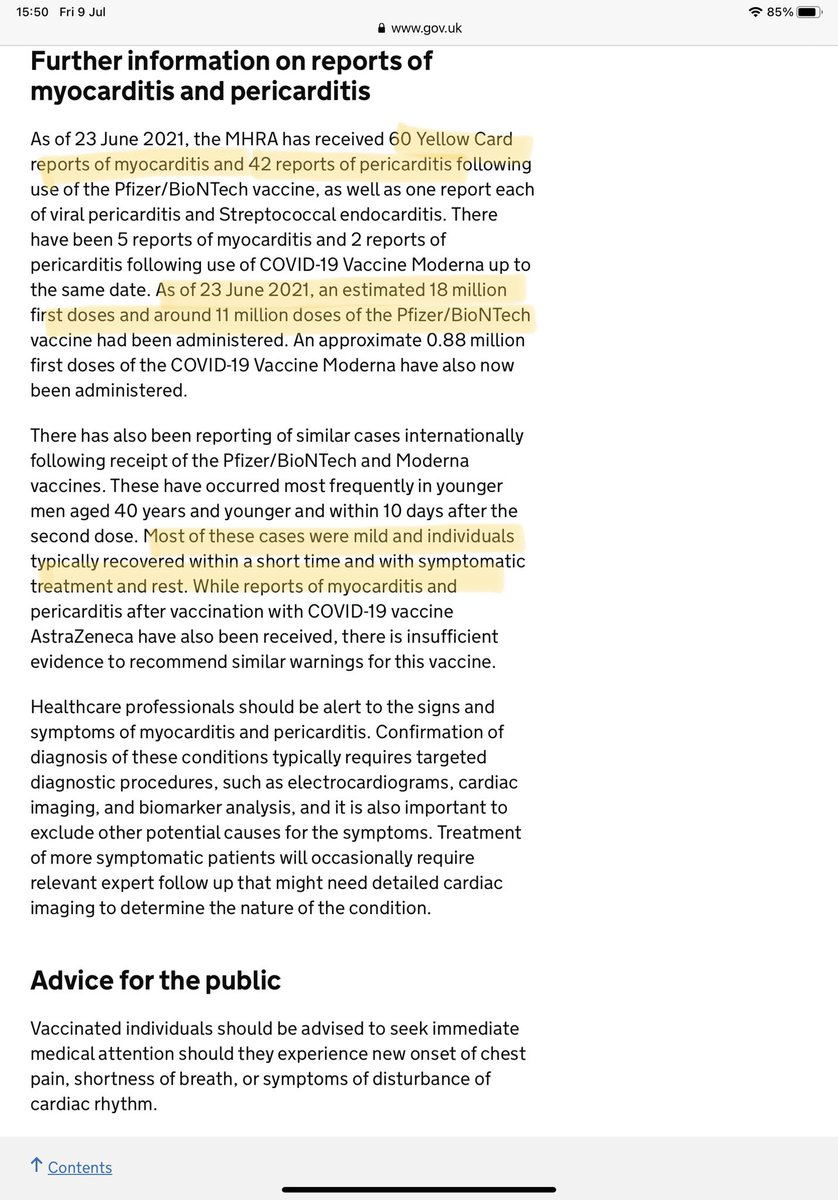 15:50 Fri 9 Jul
85%
www.gov.uk
Further information on reports of
myocarditis and pericarditis
As of 23 June 2021, the MHRA has received 60 Yellow Card
reports of myocarditis and 42 reports of pericarditis following
use of the Pfizer/BioNTech vaccine, as well as one report each
of viral pericarditis and Streptococcal endocarditis. There
have been 5 reports of myocarditis and 2 reports of
pericarditis following use of COVID-19 Vaccine Moderna up to
the same date. As of 23 June 2021, an estimated 18 million
first doses and around 11 million doses of the Pfizer/BioNTech
vaccine had been administered. An approximate 0.88 million
first doses of the COVID-19 Vaccine Moderna have also now
been administered.
There has also been reporting of similar cases internationally
following receipt of the Pfizer/BioNTech and Moderna
vaccines. These have occurred most frequently in younger
men aged 40 years and younger and within 10 days after the
second dose. Most of these cases were mild and individuals
typically recovered within a short time and with symptomatic
treatment and rest. While reports of myocarditis and
pericarditis after vaccination with COVID-19 vaccine
AstraZeneca have also been received, there is insufficient
evidence to recommend similar warnings for this vaccine.
Healthcare professionals should be alert to the signs and
symptoms of myocarditis and pericarditis. Confirmation of
diagnosis of these conditions typically requires targeted
diagnostic procedures, such as electrocardiograms, cardiac
imaging, and biomarker analysis, and it is also important to
exclude other potential causes for the symptoms. Treatment
of more symptomatic patients will occasionally require
relevant expert follow up that might need detailed cardiac
imaging to determine the nature of the condition.
Advice for the public
Vaccinated individuals should be advised to seek immediate
medical attention should they experience new onset of chest
pain, shortness of breath, or symptoms of disturbance of
cardiac rhythm.
↑ Contents